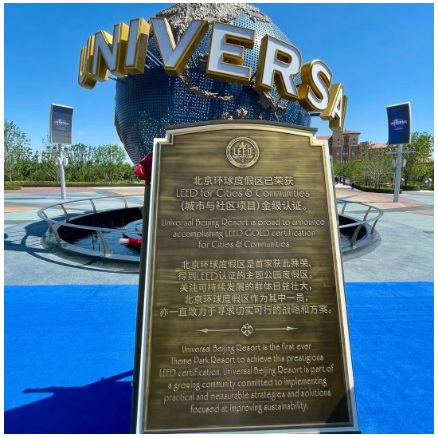 UNIVERSA
LEED
北京环球度假区已荣获
LEED for Cities & Communities
（城市与社区项目）金级认证。
Universal Beijing Resort is proud to announce
accomplishing LEED GOLD certification
for Cities & Communities.
北京环球度假区是首家获此殊荣、
得到LEED认证的主题公园度假区。
关注可持续发展的群体日益壮大，
北京环球度假区作为其中一员，
亦一直致力于寻求切实可行的战略和方案。
Universal Beijing Resort is the first ever
Theme Park Resort to achieve this prestigious
LEED certification. Universal Beijing Resort is part of
a growing community committed to implementing
practical and measurable strategies and solutions
focused at improving sustainability.